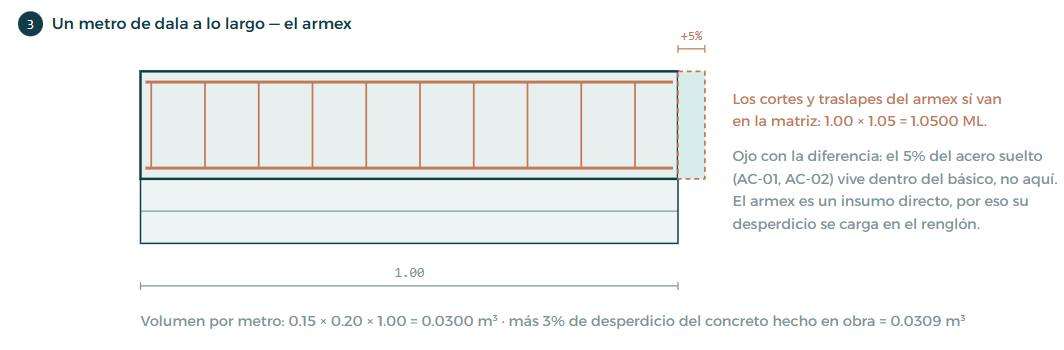 3 Un metro de dala a lo largo — el armex
+5%
Los cortes y traslapes del armex sí van
en la matriz: 1.00 × 1.05 = 1.0500 ML.
Ojo con la diferencia: el 5% del acero suelto
(AC-01, AC-02) vive dentro del básico, no aquí.
El armex es un insumo directo, por eso su
desperdicio se carga en el renglón.
1.00
Volumen por metro: 0.15 × 0.20 × 1.00 = 0.0300 m³ · más 3% de desperdicio del concreto hecho en obra = 0.0309 m³